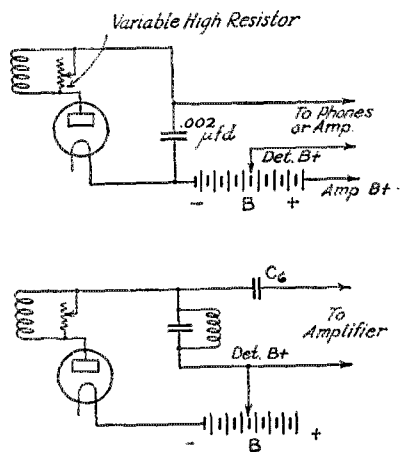 Variable High Resistor
.002
µfd
To Phones
or Amp.
Det. B+
- B +
Amp B+
C6
To
Amplifier
Det. B+
- B +